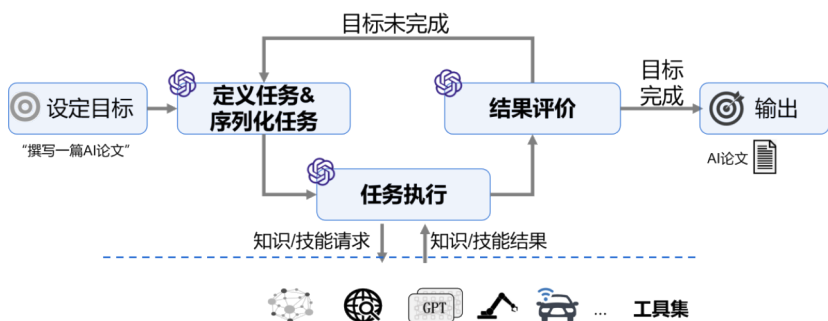 目标未完成
设定目标
定义任务&
序列化任务
结果评价
目标
完成
输出
“撰写一篇AI论文”
AI论文
任务执行
知识/技能请求
知识/技能结果
GPT
...
工具集